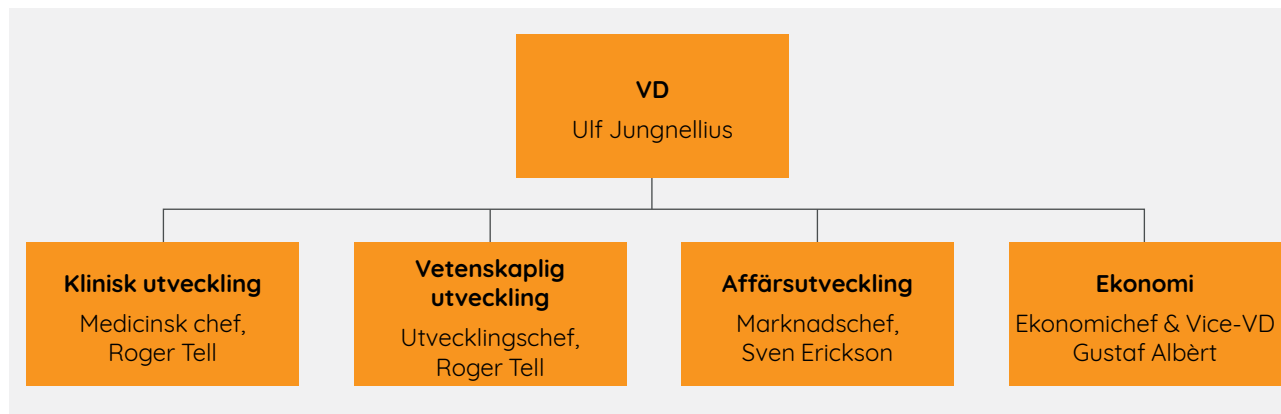 VD
Ulf Jungnellius
Klinisk utveckling
Medicinsk chef,
Roger Tell
Vetenskaplig
utveckling
Utvecklingschef,
Roger Tell
Affärsutveckling
Marknadschef,
Sven Erickson
Ekonomi
Ekonomichef & Vice-VD
Gustaf Albèrt